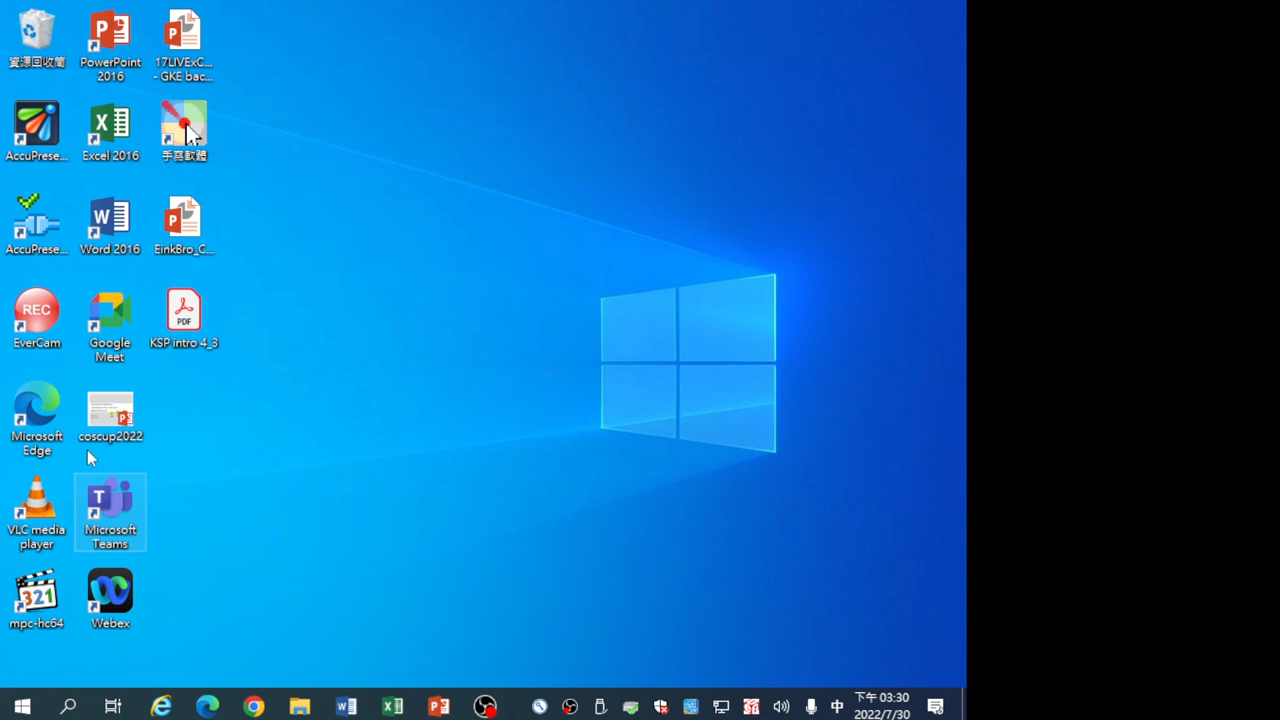 資源回收筒
PowerPoint
2016
17LIVExC...
- GKE bac...
AccuPrese...
Excel 2016
手寫軟體
AccuPrese...
Word 2016
EinkBro_C...
REC
EverCam
Google
Meet
PDF
KSP intro 4_3
Microsoft
Edge
coscup2022
VLC media
player
Microsoft
Teams
321
mpc-hc64
Webex
中
下午 03:30
2022/7/30